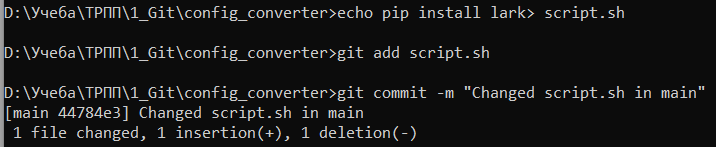 D:\Учеба\ТРПП\1_Git\config_converter>echo pip install lark> script.sh
D:\Учеба\ТРПП\1_Git\config_converter>git add script.sh
D:\Учеба\ТРПП\1_Git\config_converter>git commit -m "Changed script.sh in main"
[main 44784e3] Changed script.sh in main
 1 file changed, 1 insertion(+), 1 deletion(-)